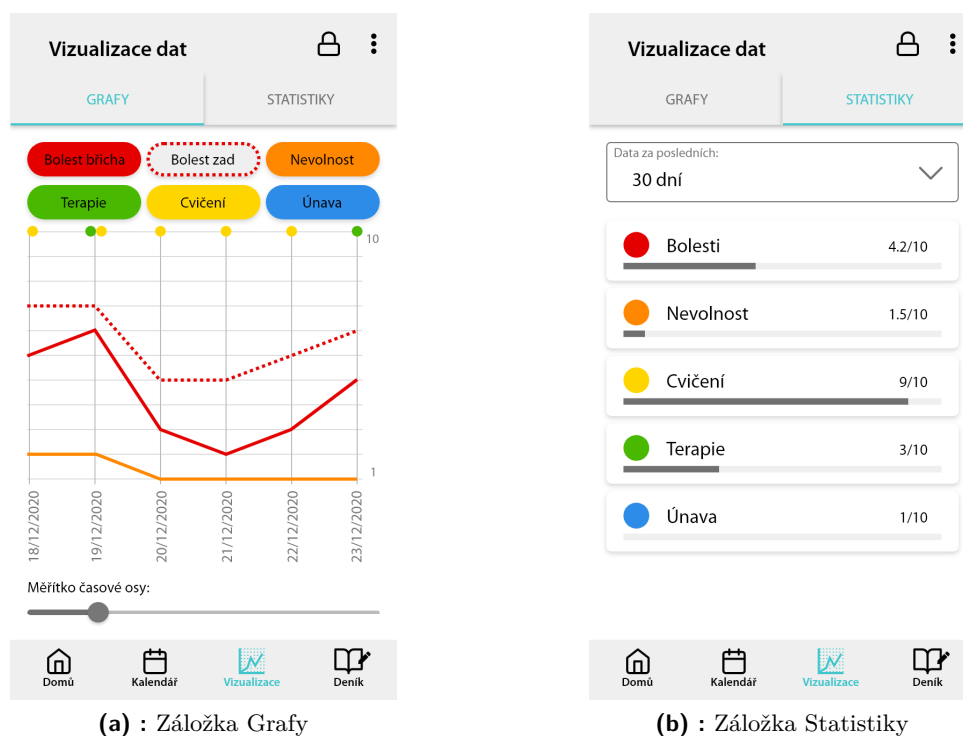 Vizualizace dat
GRAFY STATISTIKY
Bolest břicha Bolest zad Nevolnost
Terapie Cvičení Únava
10
1
18/12/2020 19/12/2020 20/12/2020 21/12/2020 22/12/2020 23/12/2020
Měřítko časové osy:
Domů Kalendář Vizualizace Deník
(a) : Záložka Grafy
Vizualizace dat
GRAFY STATISTIKY
Data za posledních:
30 dní
Bolesti 4.2/10
Nevolnost 1.5/10
Cvičení 9/10
Terapie 3/10
Únava 1/10
Domů Kalendář Vizualizace Deník
(b) : Záložka Statistiky